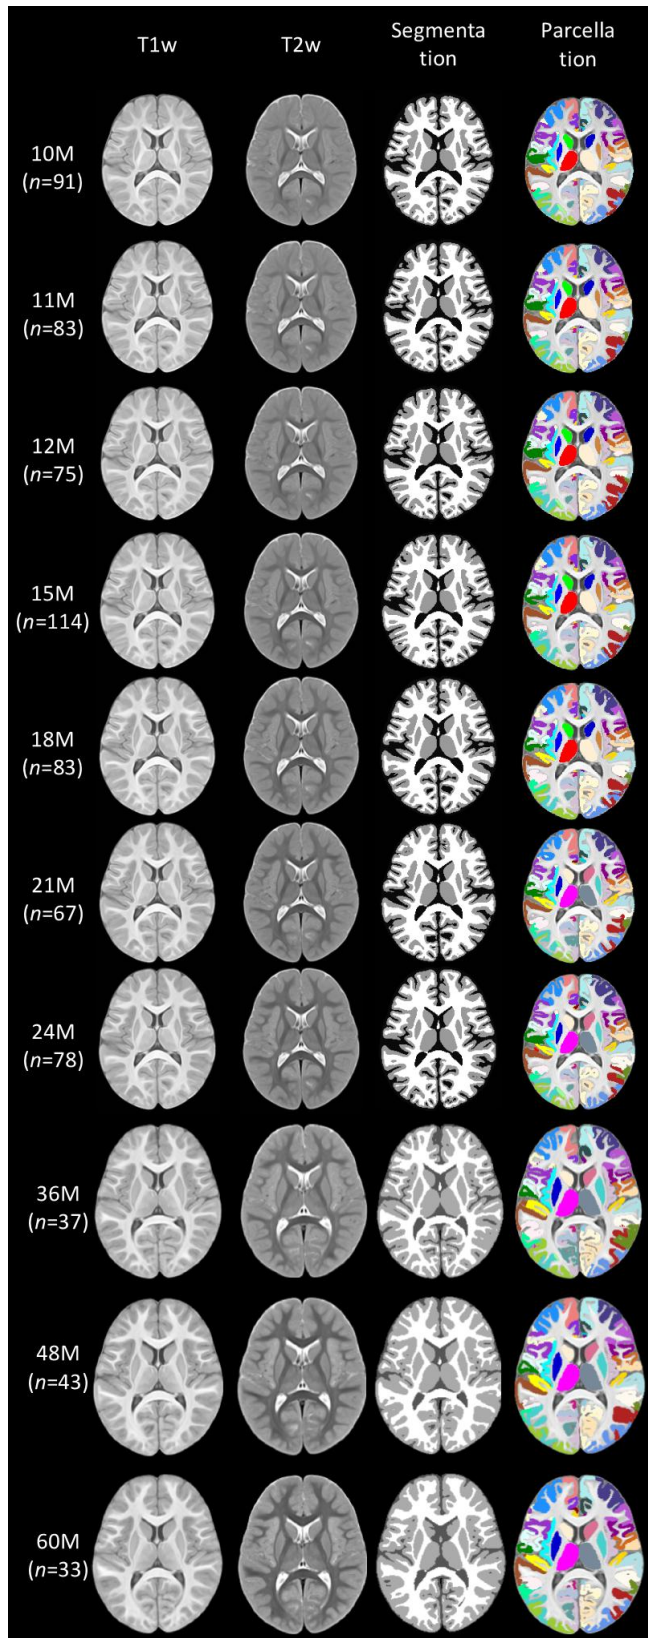 T1w T2w Segmenta Parcella
tion tion
10M
(n=91)
11M
(n=83)
12M
(n=75)
15M
(n=114)
18M
(n=83)
21M
(n=67)
24M
(n=78)
36M
(n=37)
48M
(n=43)
60M
(n=33)